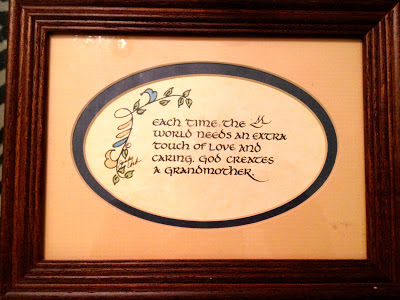 each time the
world needs an extra
touch of love and
caring, God creates
a Grandmother.